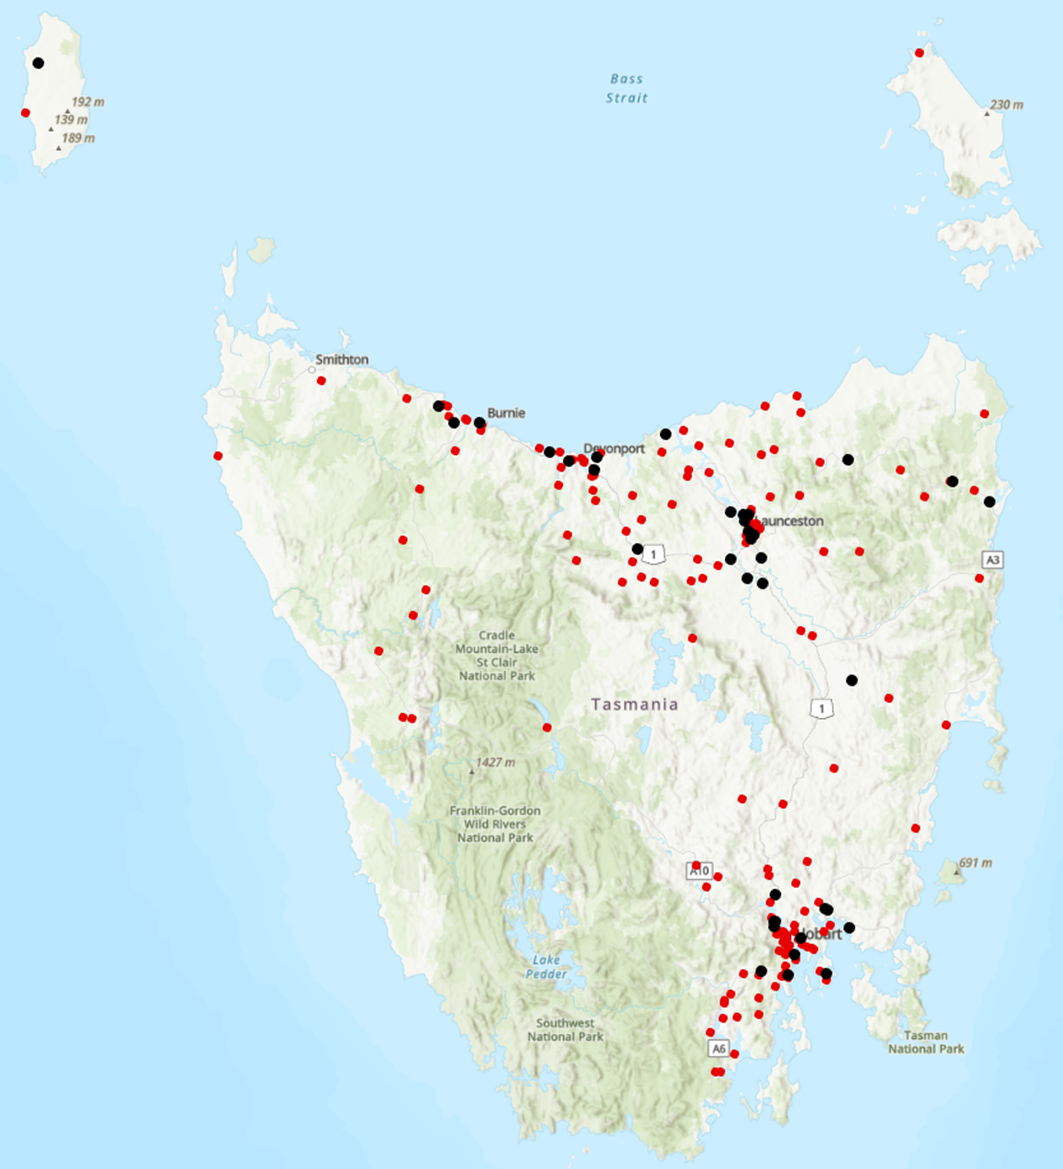 Bass
Strait
192 m
139 m
189 m
230 m
Smithton
Burnie
Devonport
Launceston
1
A3
Cradle
Mountain-Lake
St Clair
National Park
Tasmania
1
1427 m
Franklin-Gordon
Wild Rivers
National Park
691 m
A10
Hobart
Lake
Pedder
Southwest
National Park
A6
Tasman
National Park